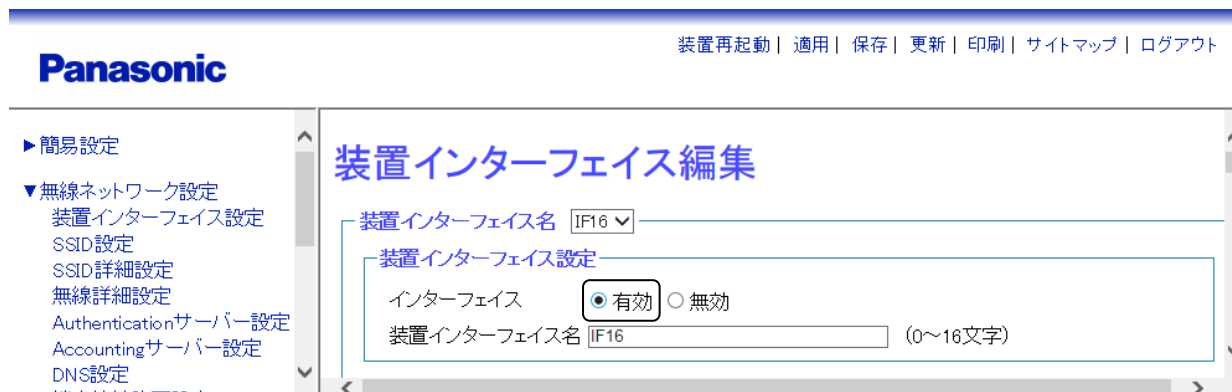 装置再起動| 適用| 保存| 更新| 印刷| サイトマップ| ログアウト
Panasonic
▶簡易設定
▼無線ネットワーク設定
装置インターフェイス設定
SSID設定
SSID詳細設定
無線詳細設定
Authenticationサーバー設定
Accountingサーバー設定
DNS設定
装置インターフェイス編集
装置インターフェイス名 IF16
装置インターフェイス設定
インターフェイス 有効 無効
装置インターフェイス名 IF16 (0～16文字)